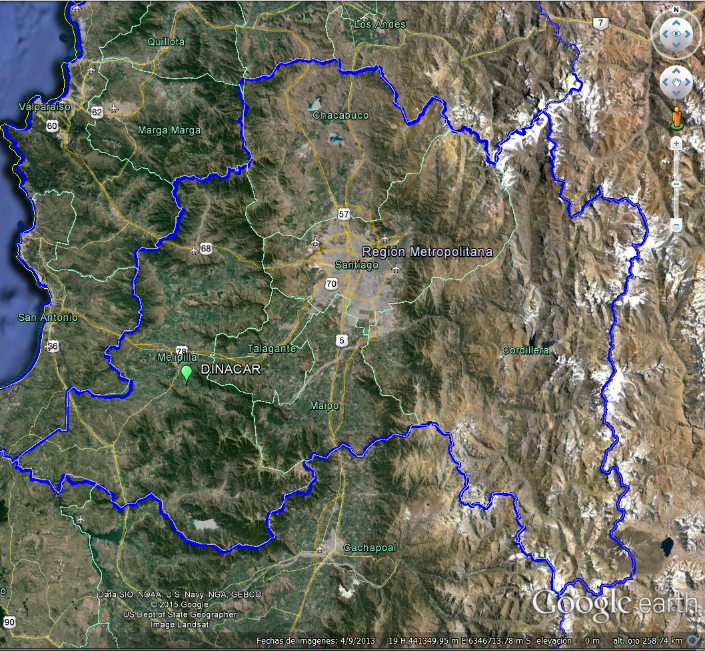 N
Los Andes
7
Quillota
Chacabuco
Valparaíso
62
60
Marga Marga
57
68
Región Metropolitana
Santiago
70
San Antonio
5
66
78
Melipilla
Talagante
Cordillera
DINACAR
Maipo
Cachapoal
Data SIO, NOAA, U.S. Navy, NGA, GEBCO
© 2015 Google
US Dept of State Geographer
Image Landsat
Google earth
90
Fechas de imágenes: 4/9/2013 19 H 441349.95 m E 6346713.78 m S elevación 0 m alt. ojo 258.74 km